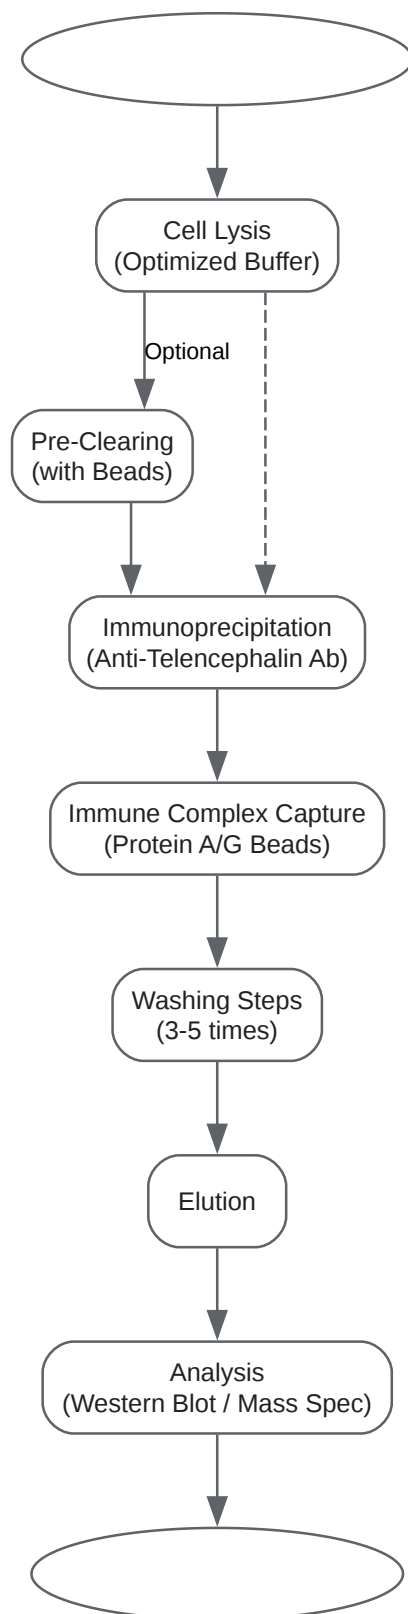 Cell Lysis
(Optimized Buffer)
Optional
Pre-Clearing
(with Beads)
Immunoprecipitation
(Anti-Telencephalin Ab)
Immune Complex Capture
(Protein A/G Beads)
Washing Steps
(3-5 times)
Elution
Analysis
(Western Blot / Mass Spec)